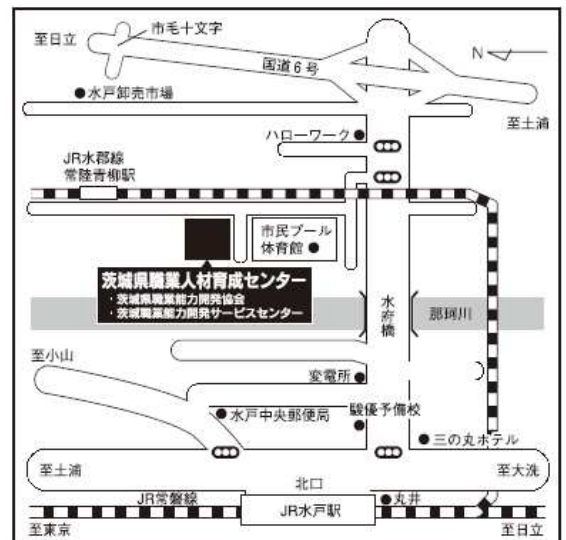 至日立
市毛十文字
国道6号
N
水戸卸売市場
至土浦
ハローワーク
JR水郡線
常陸青柳駅
市民プール
体育館
茨城県職業人材育成センター
・茨城県職業能力開発協会
・茨城職業能力開発サービスセンター
水府橋
那珂川
至小山
変電所
水戸中央郵便局
駿優予備校
三の丸ホテル
至土浦
北口
至大洗
JR常磐線
丸井
JR水戸駅
至東京
至日立